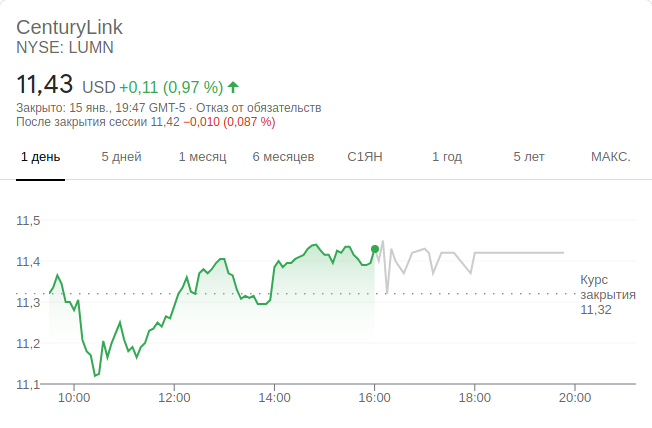 CenturyLink
NYSE: LUMN
11,43 USD +0,11 (0,97 %)
Закрыто: 15 янв., 19:47 GMT-5 · Отказ от обязательств
После закрытия сессии 11,42 −0,010 (0,087 %)
1 день 5 дней 1 месяц 6 месяцев С1ЯН 1 год 5 лет МАКС.
11,5
11,4
11,3
11,2
11,1
Курс
закрытия
11,32
10:00 12:00 14:00 16:00 18:00 20:00